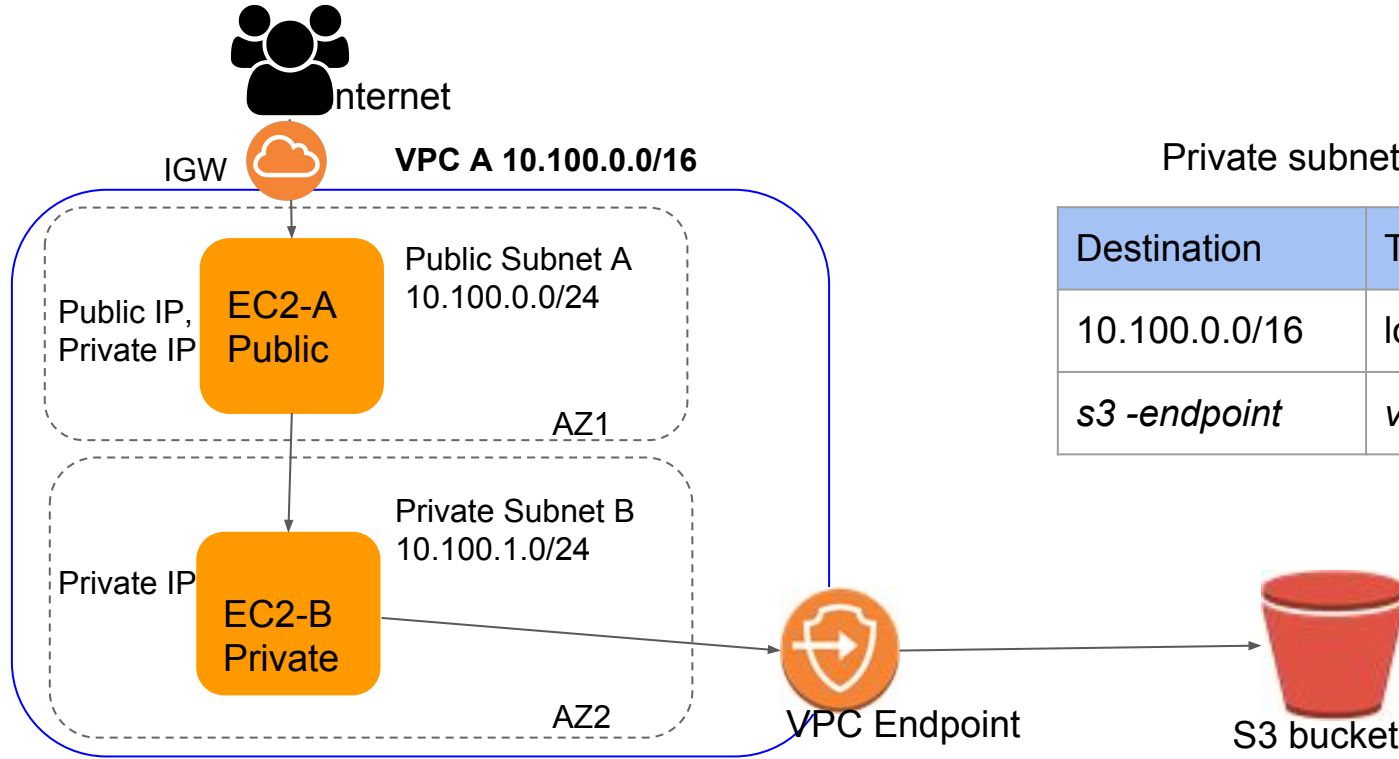 nternet
IGW
VPC A 10.100.0.0/16
Public Subnet A
10.100.0.0/24
Public IP,
Private IP
EC2-A
Public
AZ1
Private Subnet B
10.100.1.0/24
Private IP
EC2-B
Private
AZ2
VPC Endpoint
S3 bucket
Private subnet
Destination
10.100.0.0/16
s3 -endpoint